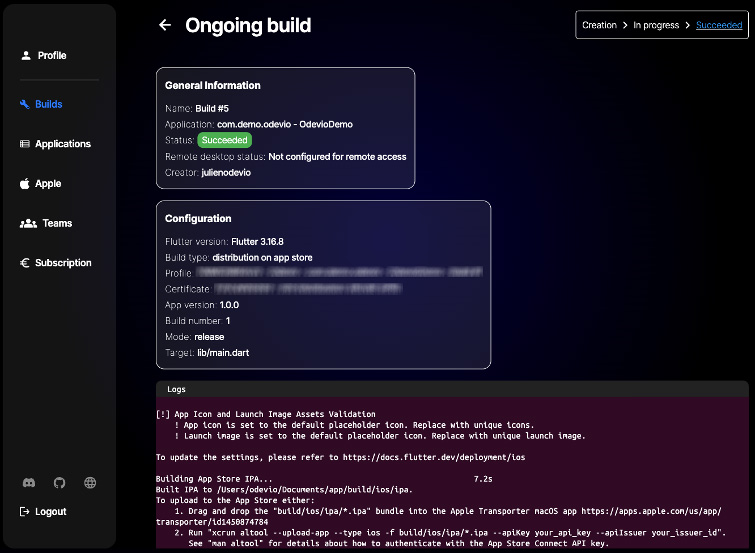 Ongoing build
Creation > In progress > Succeeded
Profile
Builds
Applications
Apple
Teams
Subscription
Logout
General Information
Name: Build #5
Application: com.demo.odevio - OdevioDemo
Status: Succeeded
Remote desktop status: Not configured for remote access
Creator: julienodevio
Configuration
Flutter version: Flutter 3.16.8
Build type: distribution on app store
Profile:
Certificate:
App version: 1.0.0
Build number: 1
Mode: release
Target: lib/main.dart
Logs
[!] App Icon and Launch Image Assets Validation
! App icon is set to the default placeholder icon. Replace with unique icons.
! Launch image is set to the default placeholder icon. Replace with unique launch image.
To update the settings, please refer to https://docs.flutter.dev/deployment/ios
Building App Store IPA... 7.2s
Built IPA to /Users/odevio/Documents/app/build/ios/ipa.
To upload to the App Store either:
1. Drag and drop the "build/ios/ipa/*.ipa" bundle into the Apple Transporter macOS app https://apps.apple.com/us/app/
transporter/id1450874784
2. Run "xcrun altool --upload-app --type ios -f build/ios/ipa/*.ipa --apiKey your_api_key --apiIssuer your_issuer_id".
See "man altool" for details about how to authenticate with the App Store Connect API key.